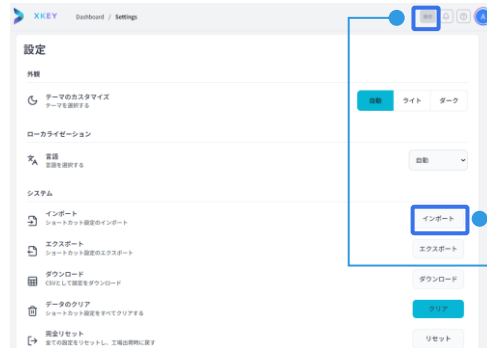 XKEY Dashboard / Settings
設定
外観
テーマのカスタマイズ
テーマを選択する
自動 ライト ダーク
ローカライゼーション
言語
言語を選択する
自動
システム
インポート
ショートカット設定のインポート
インポート
エクスポート
ショートカット設定のエクスポート
エクスポート
ダウンロード
CSVとして設定をダウンロード
ダウンロード
データのクリア
ショートカット設定をすべてクリアする
クリア
完全リセット
全ての設定をリセットし、工場出荷時に戻す
リセット